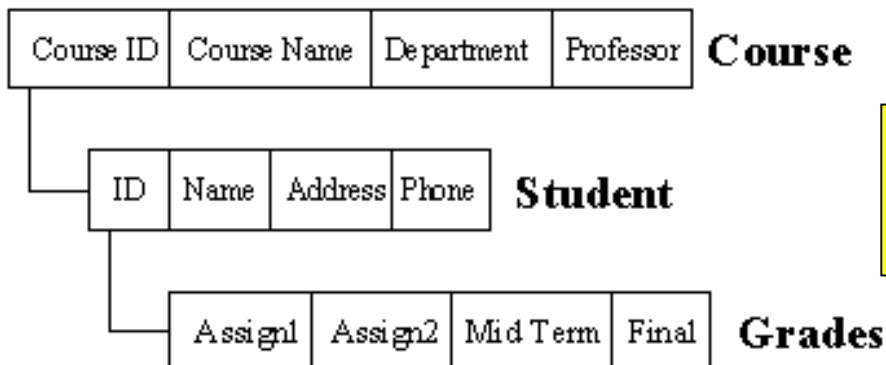 Course ID Course Name Department Professor Course
ID Name Address Phone Student
Assign1 Assign2 Mid Term Final Grades